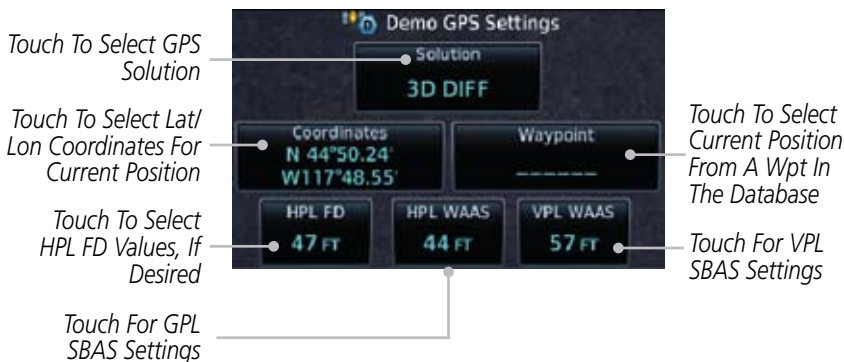 Demo GPS Settings
Touch To Select GPS
Solution
Solution
3D DIFF
Touch To Select Lat/
Lon Coordinates For
Current Position
Coordinates
N 44°50.24'
W117°48.55'
Waypoint
______
Touch To Select
Current Position
From A Wpt In
The Database
Touch To Select
HPL FD Values, If
Desired
HPL FD
47 FT
HPL WAAS
44 FT
VPL WAAS
57 FT
Touch For VPL
SBAS Settings
Touch For GPL
SBAS Settings